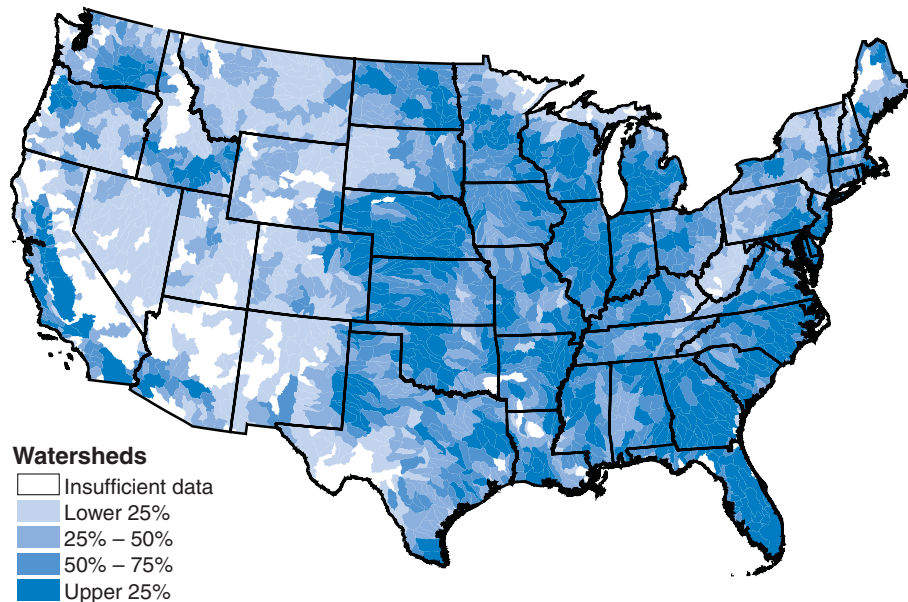 Watersheds
Insufficient data
Lower 25%
25% – 50%
50% – 75%
Upper 25%